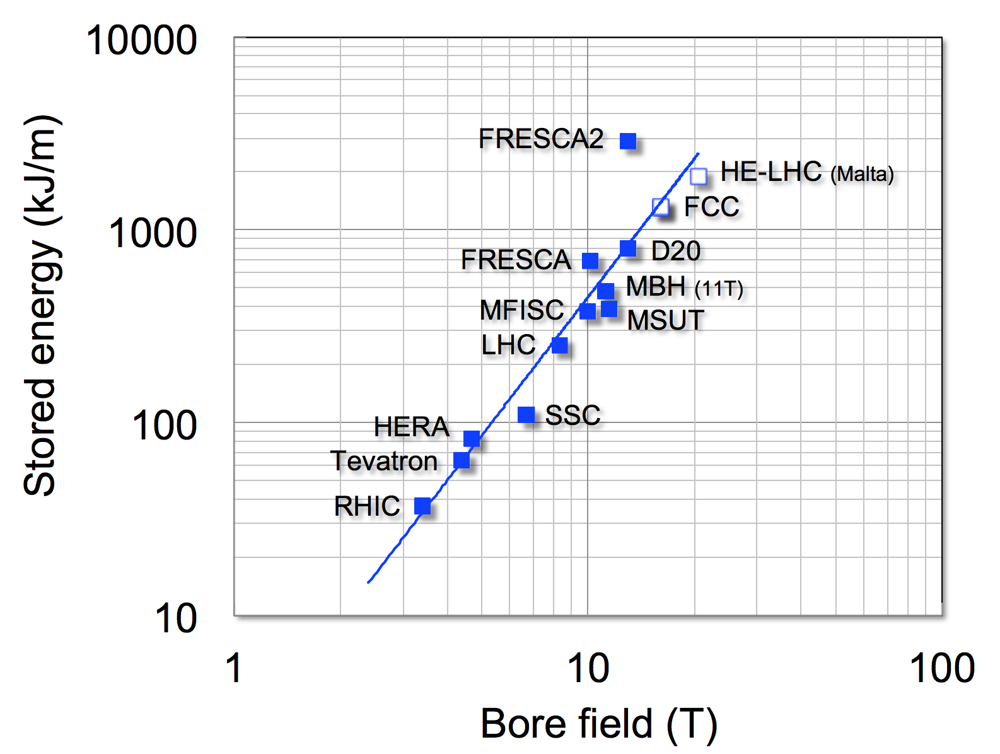 10000
FRESCA2
HE-LHC (Malta)
FCC
1000
D20
FRESCA
MBH (11T)
MFISC
MSUT
LHC
SSC
100
HERA
Tevatron
RHIC
10
Stored energy (kJ/m)
1
10
100
Bore field (T)